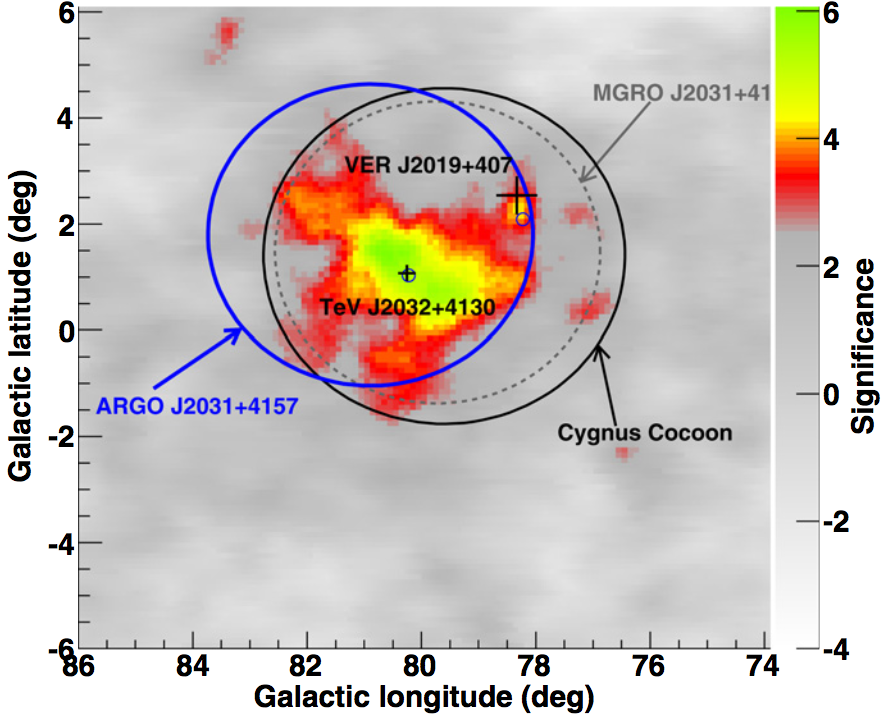 6
4
2
0
-2
-4
-6
Galactic latitude (deg)
86
84
82
80
78
76
74
Galactic longitude (deg)
MGRO J2031+41
VER J2019+407
TeV J2032+4130
ARGO J2031+4157
Cygnus Cocoon
6
4
2
0
-2
-4
Significance